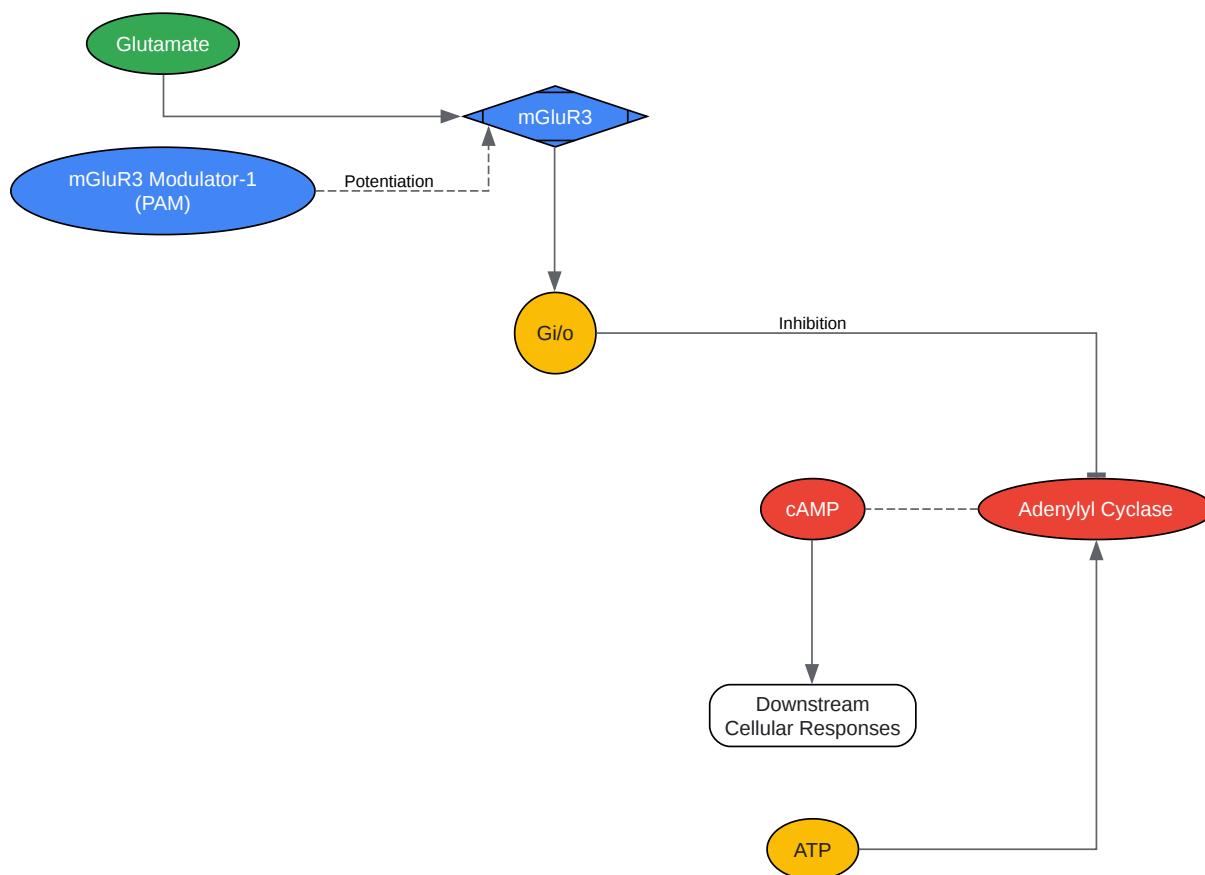 Glutamate
mGluR3
mGluR3 Modulator-1
(PAM)
Potentiation
Gi/o
Inhibition
cAMP
Adenylyl Cyclase
Downstream
Cellular Responses
ATP